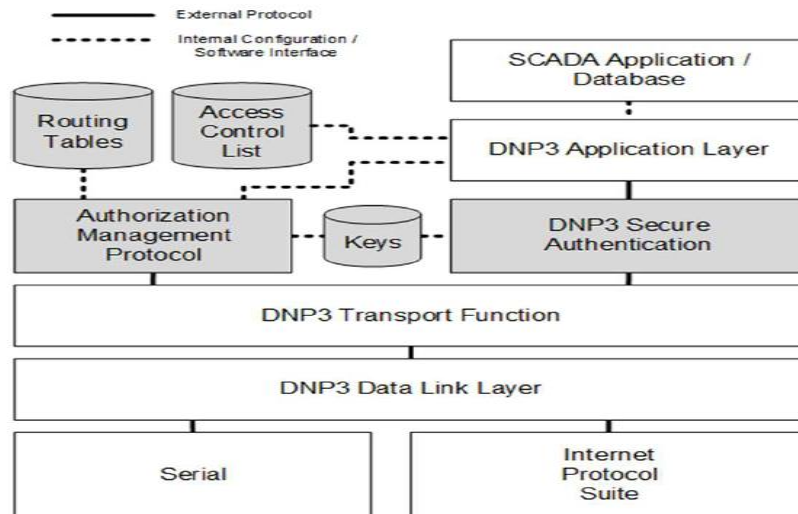 External Protocol
Internal Configuration /
Software Interface
SCADA Application /
Database
Routing
Tables
Access
Control
List
DNP3 Application Layer
Authorization
Management
Protocol
Keys
DNP3 Secure
Authentication
DNP3 Transport Function
DNP3 Data Link Layer
Serial
Internet
Protocol
Suite